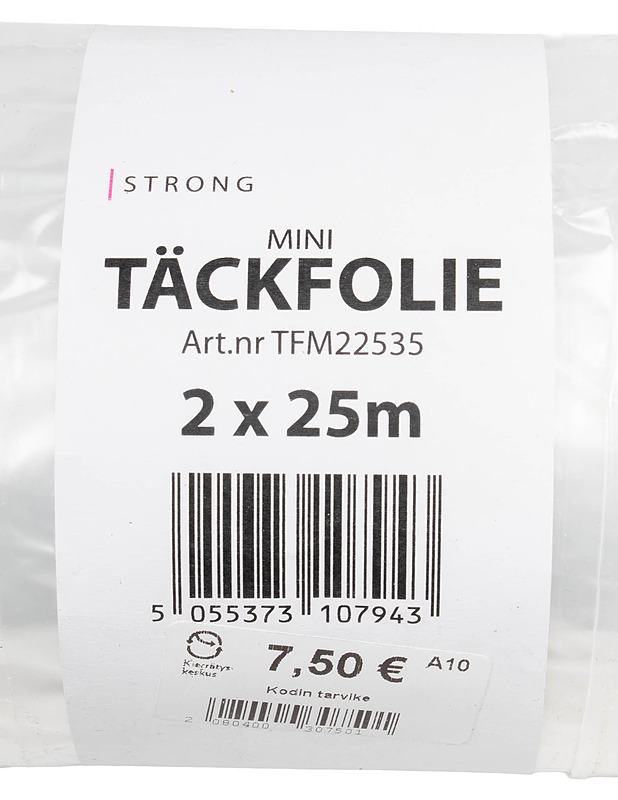 STRONG
MINI
TÄCKFOLIE
Art.nr TFM22535
2 x 25m
5 055373 107943
Kierrätys-
keskus
7,50 € A10
Kodin tarvike
2 080400 307501